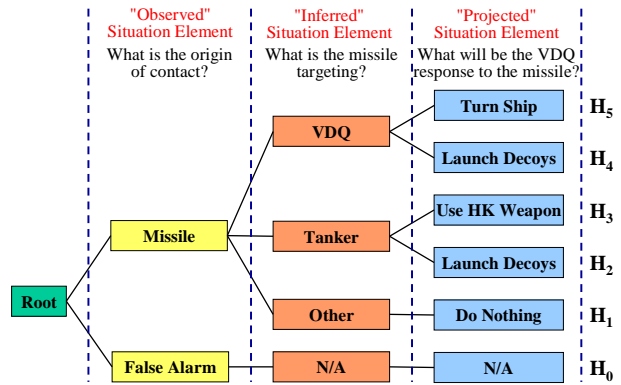 "Observed"
Situation Element
What is the origin
of contact?
"Inferred"
Situation Element
What is the missile
targeting?
"Projected"
Situation Element
What will be the VDQ
response to the missile?
Turn Ship
H5
VDQ
Launch Decoys
H4
Use HK Weapon
H3
Missile
Tanker
Launch Decoys
H2
Root
Other
Do Nothing
H1
False Alarm
N/A
N/A
H0